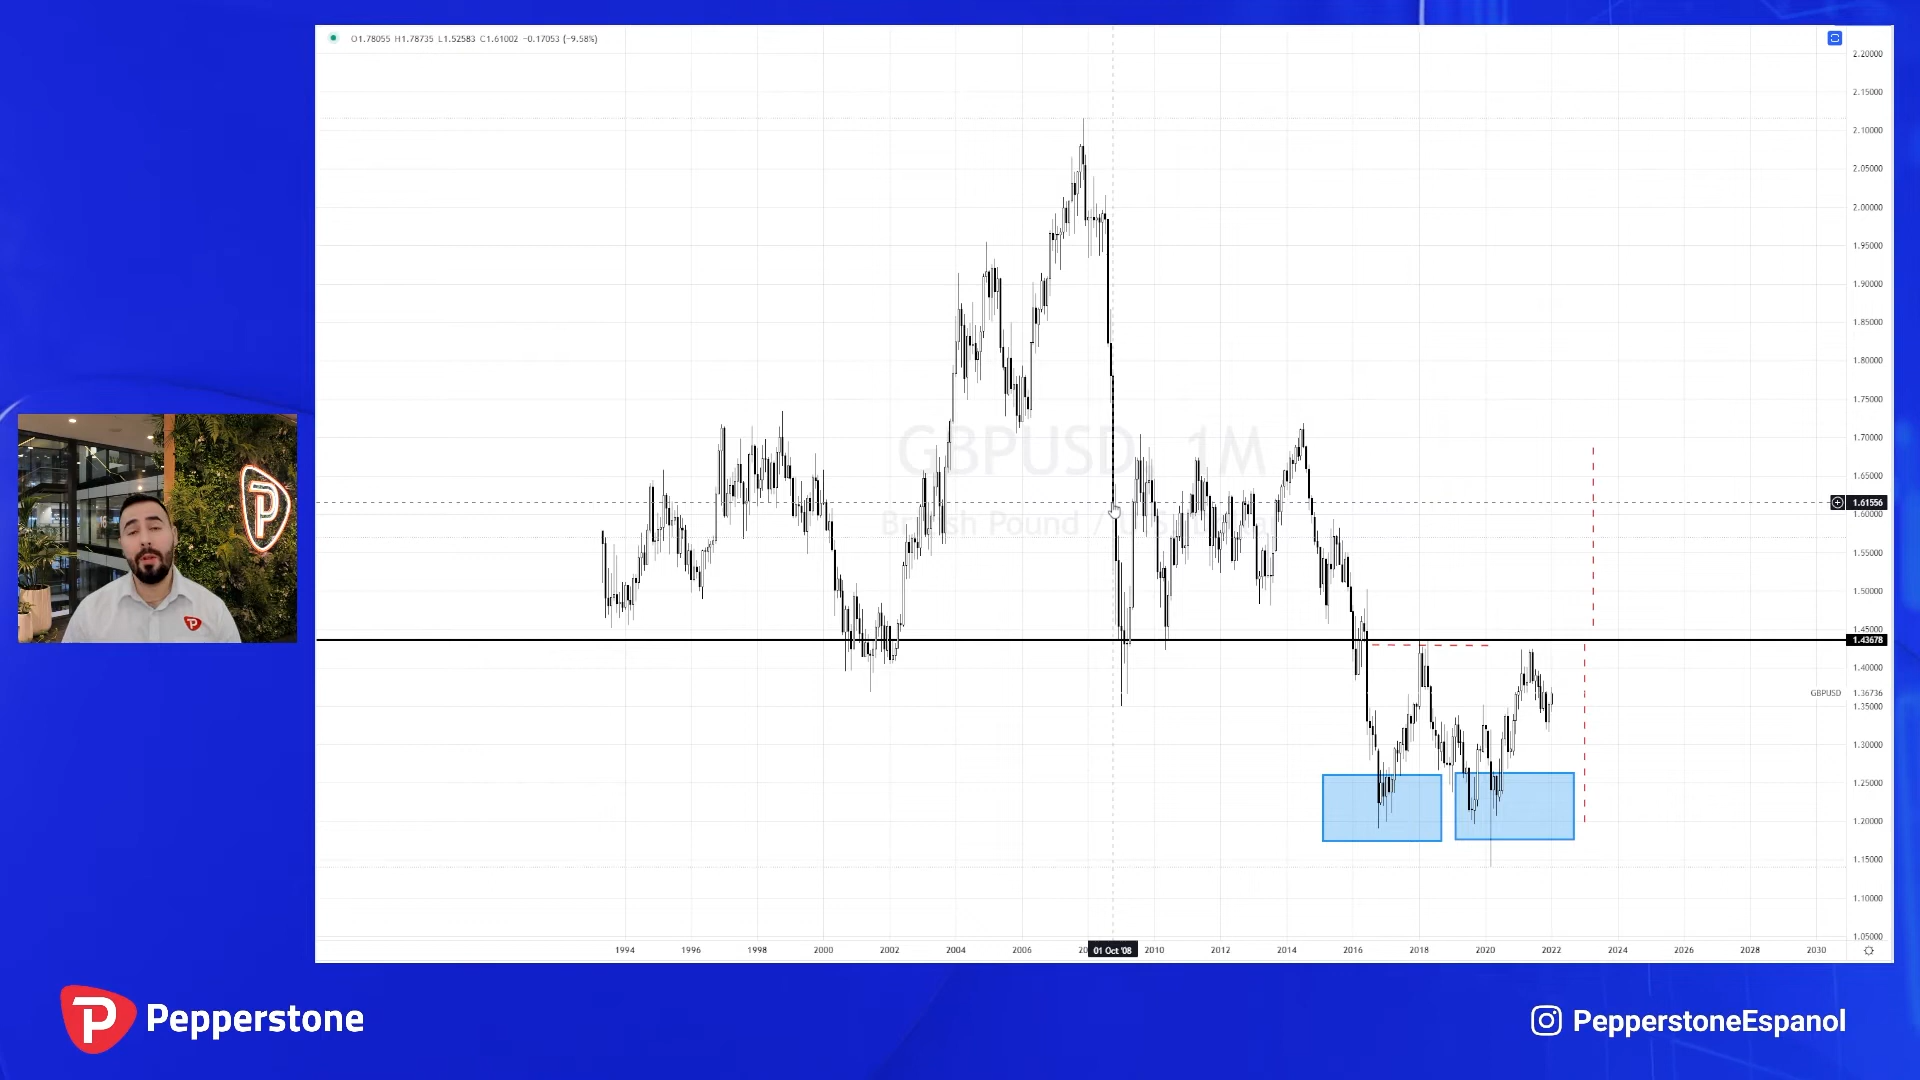 O1.78055 H1.78735 L1.52583 C1.61002 −0.17053 (−9.58%)
2.20000
2.15000
2.10000
2.05000
2.00000
1.95000
1.90000
1.85000
1.80000
1.75000
1.70000
GBPUSD, 1M
1.65000
1.61556
1.60000
British Pound / U.S. Dollar
1.55000
1.50000
1.45000
1.43678
1.40000
GBPUSD 1.36736
1.35000
1.30000
1.25000
1.20000
1.15000
1.10000
1.05000
1994 1996 1998 2000 2002 2004 2006 01 Oct '08 2010 2012 2014 2016 2018 2020 2022 2024 2026 2028 2030
P
P
P Pepperstone
PepperstoneEspanol